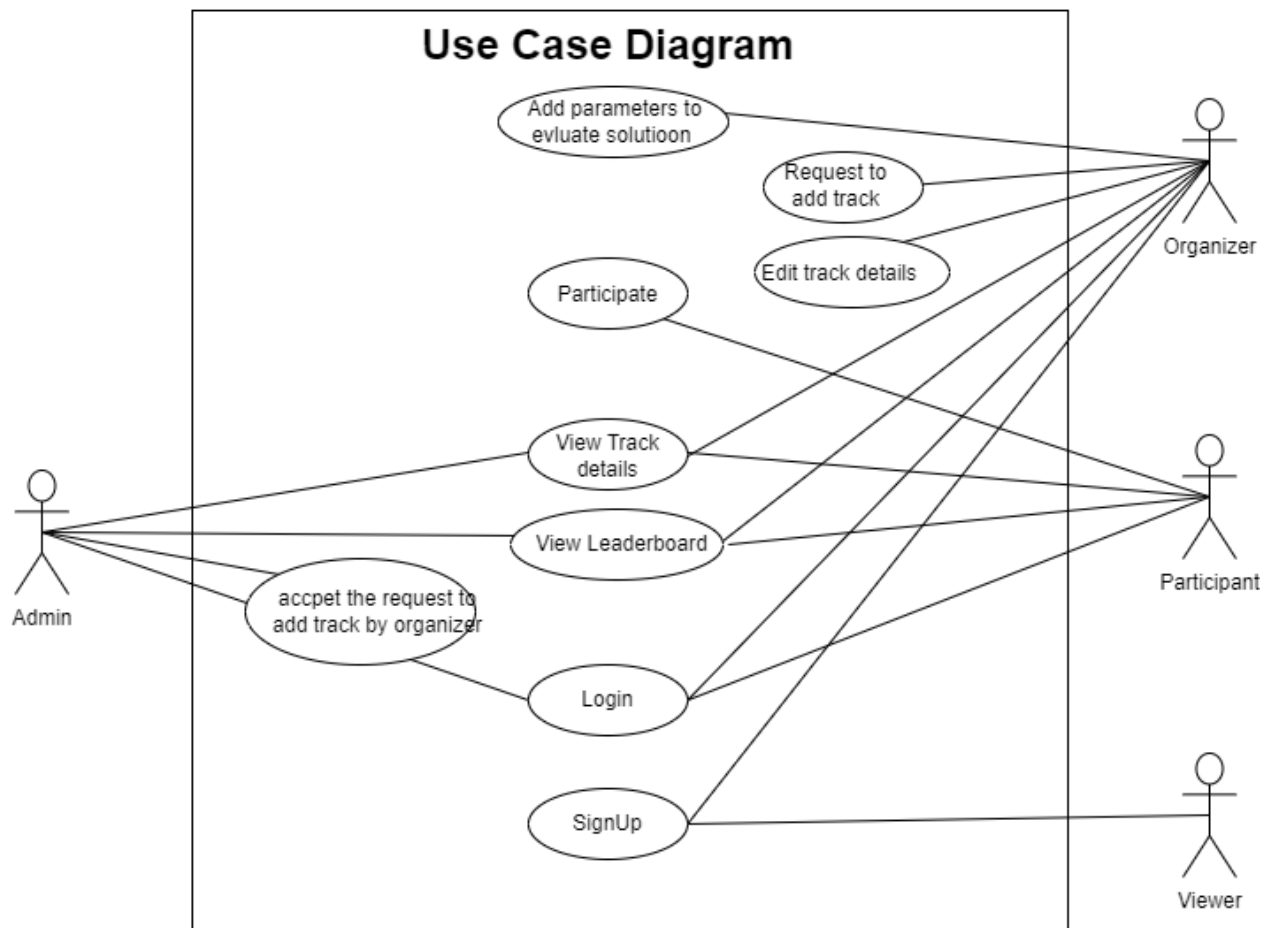 Use Case Diagram
Add parameters to
evluate solutioon
Request to
add track
Organizer
Edit track details
Participate
View Track
details
View Leaderboard
Participant
accpet the request to
add track by organizer
Admin
Login
SignUp
Viewer